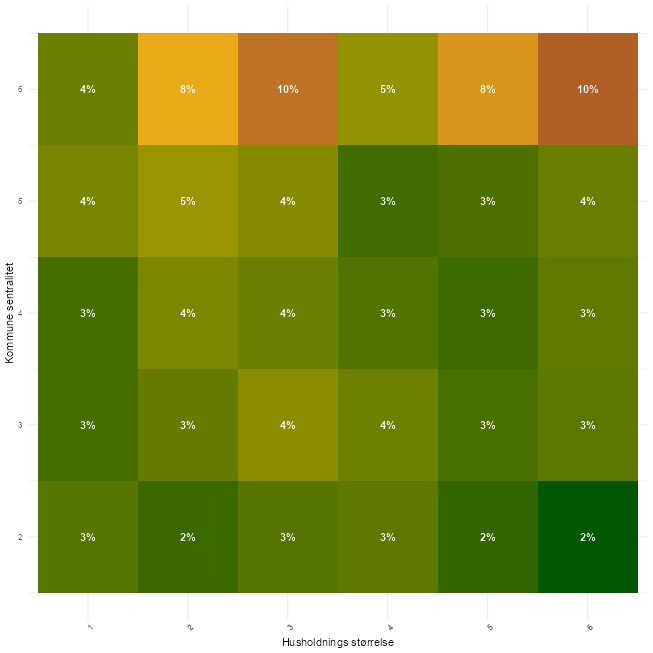 6
4% 8% 10% 5% 8% 10%
5
4% 5% 4% 3% 3% 4%
Kommune sentralitet
4
3% 4% 4% 3% 3% 3%
3
3% 3% 4% 4% 3% 3%
2
3% 2% 3% 3% 2% 2%
1 2 3 4 5 6
Husholdnings størrelse